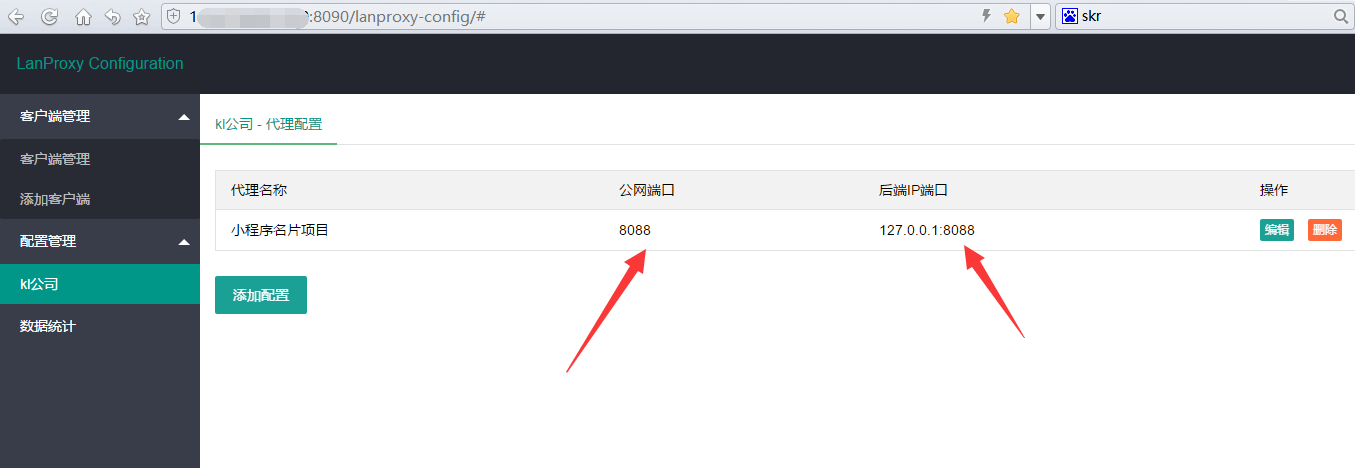 1 0:8090/lanproxy-config/#
skr
LanProxy Configuration
客户端管理
客户端管理
添加客户端
配置管理
kl公司
数据统计
kl公司 - 代理配置
代理名称 公网端口 后端IP端口 操作
小程序名片项目 8088 127.0.0.1:8088 编辑 删除
添加配置